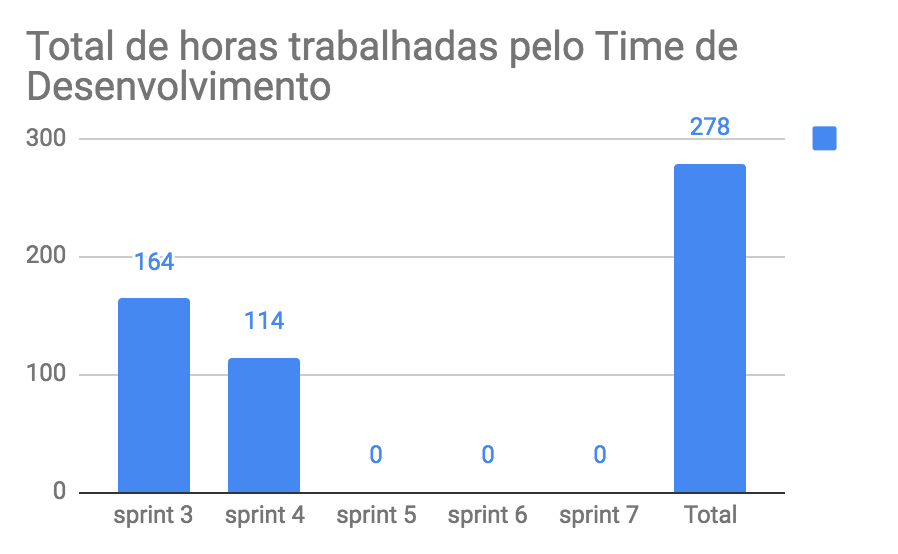 Total de horas trabalhadas pelo Time de
Desenvolvimento
300
200
100
0
164
114
0
0
0
278
sprint 3
sprint 4
sprint 5
sprint 6
sprint 7
Total